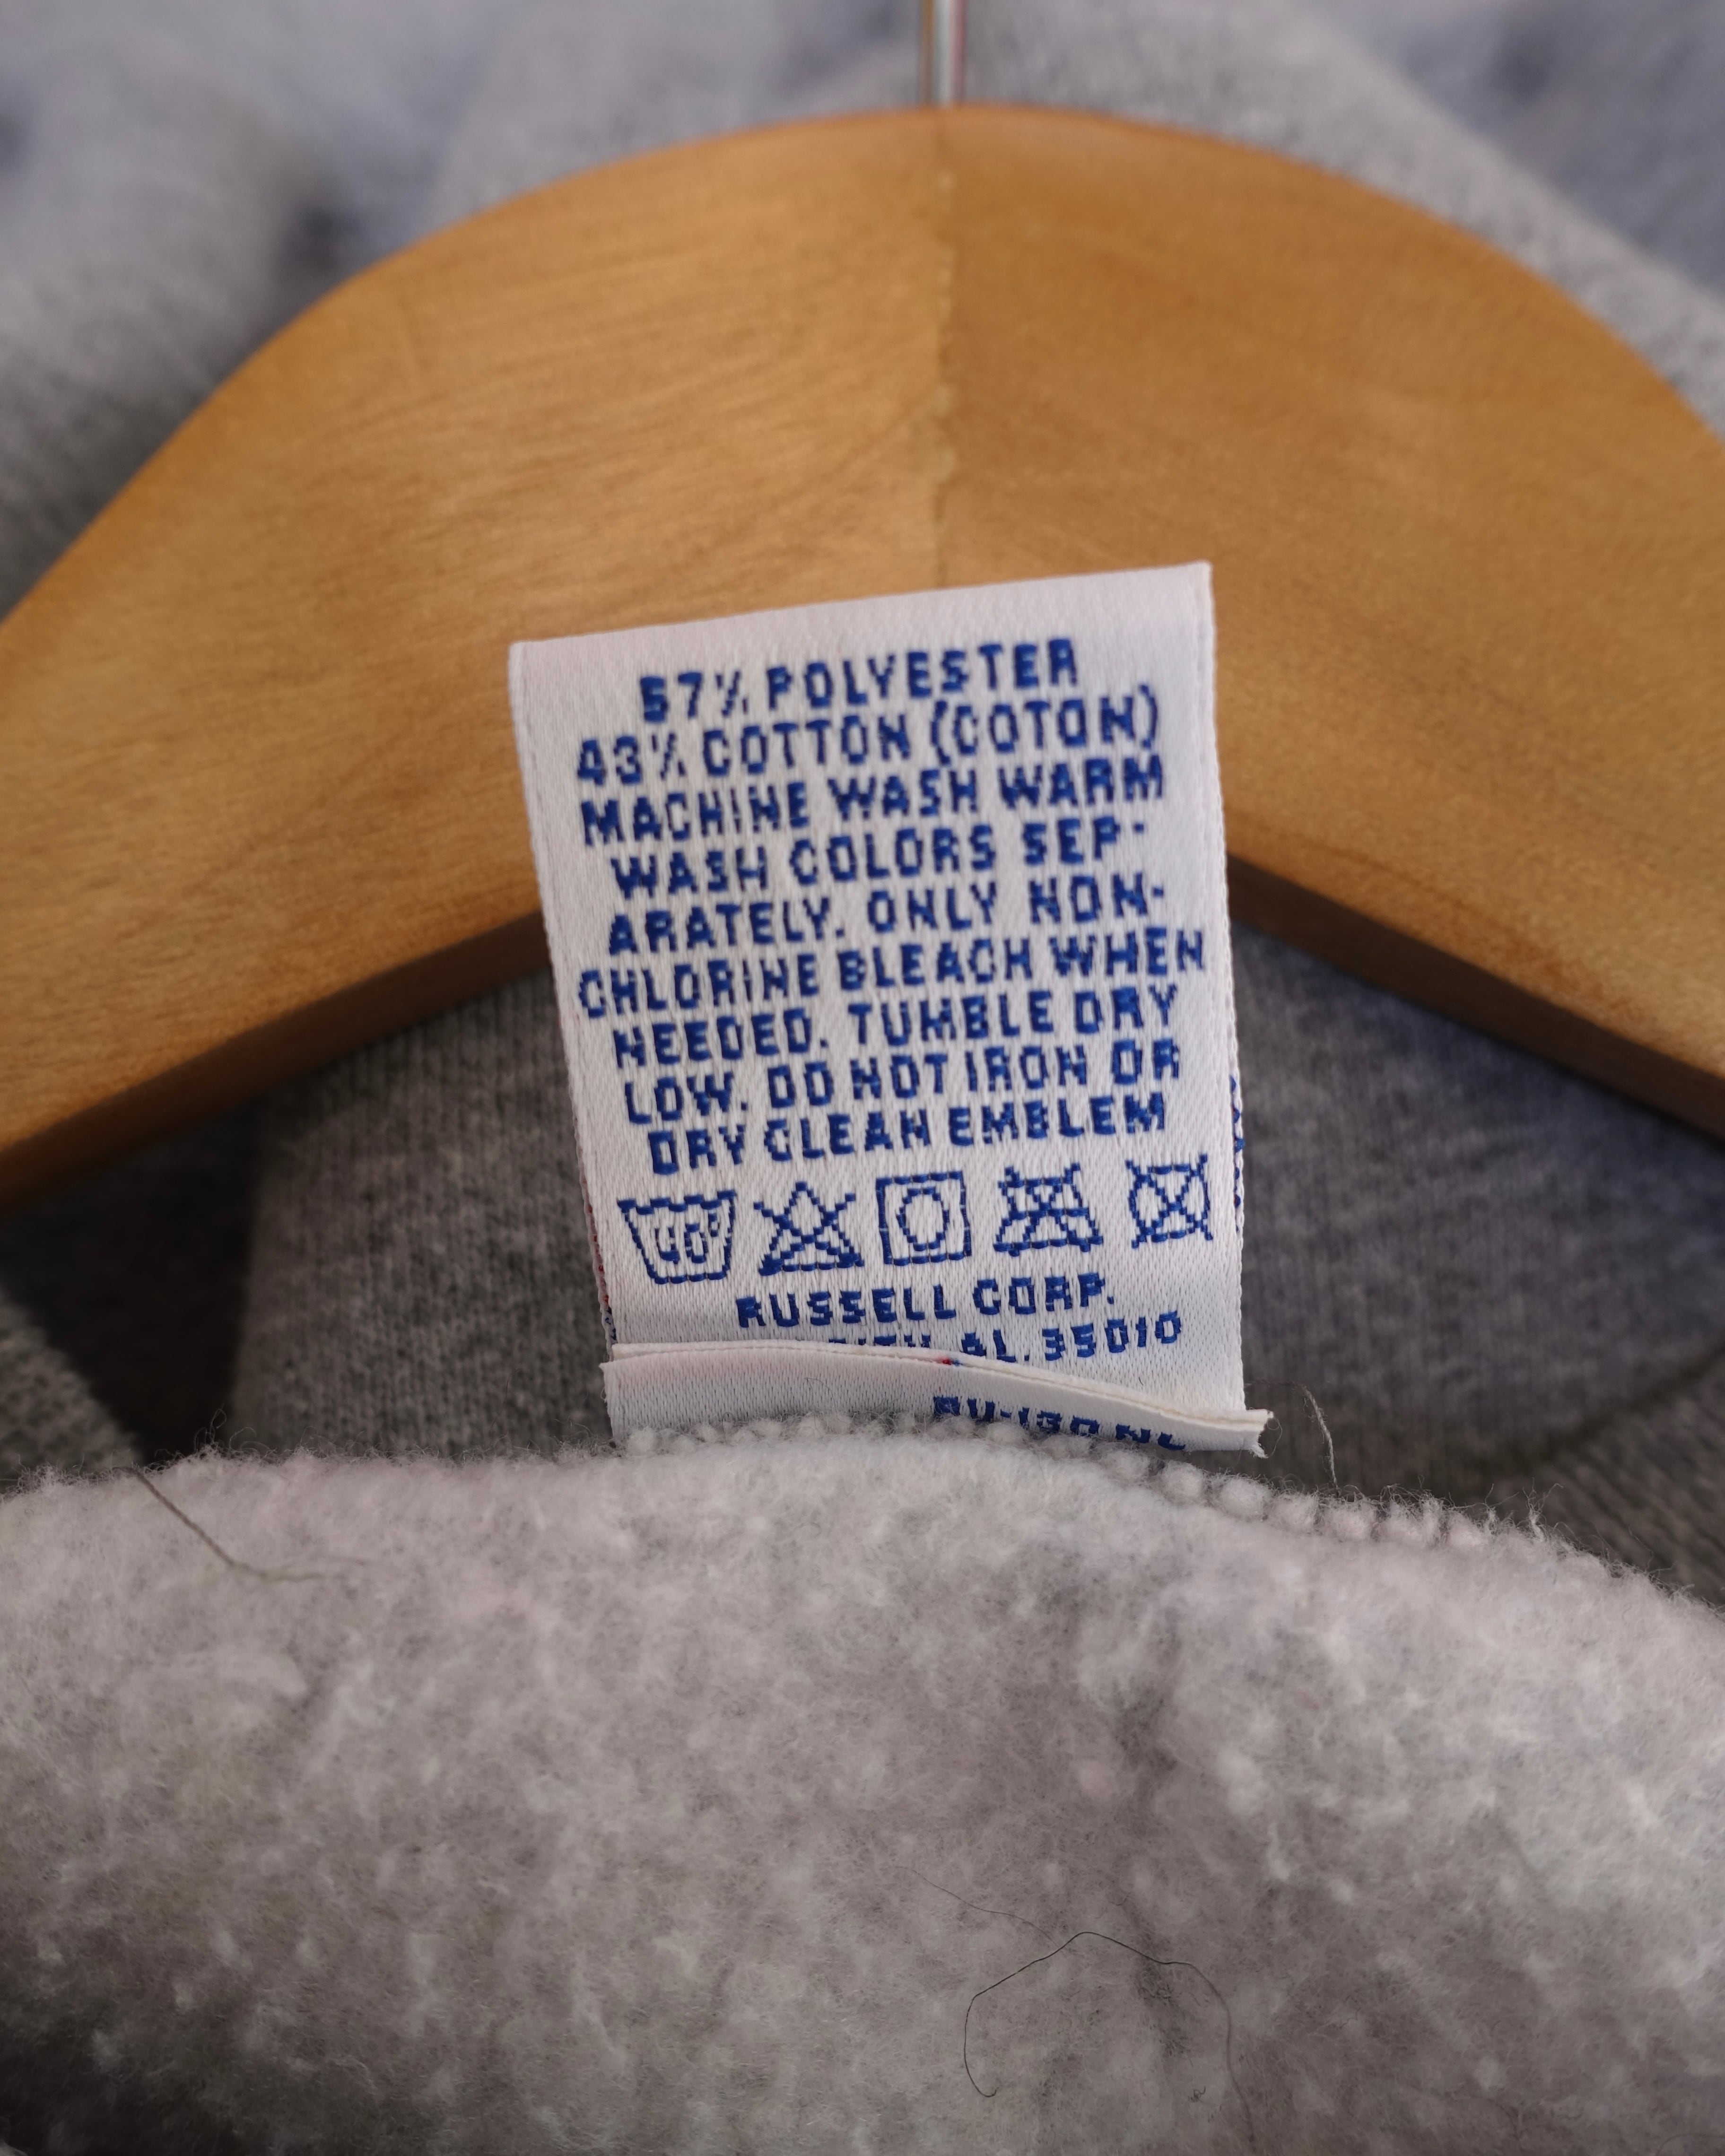 57% POLYESTER
43% COTTON (COTON)
MACHINE WASH WARM
WASH COLORS SEP-
ARATELY. ONLY NON-
CHLORINE BLEACH WHEN
NEEDED. TUMBLE DRY
LOW. DO NOT IRON OR
DRY CLEAN EMBLEM
40°
RUSSELL CORP.
AL. 35010